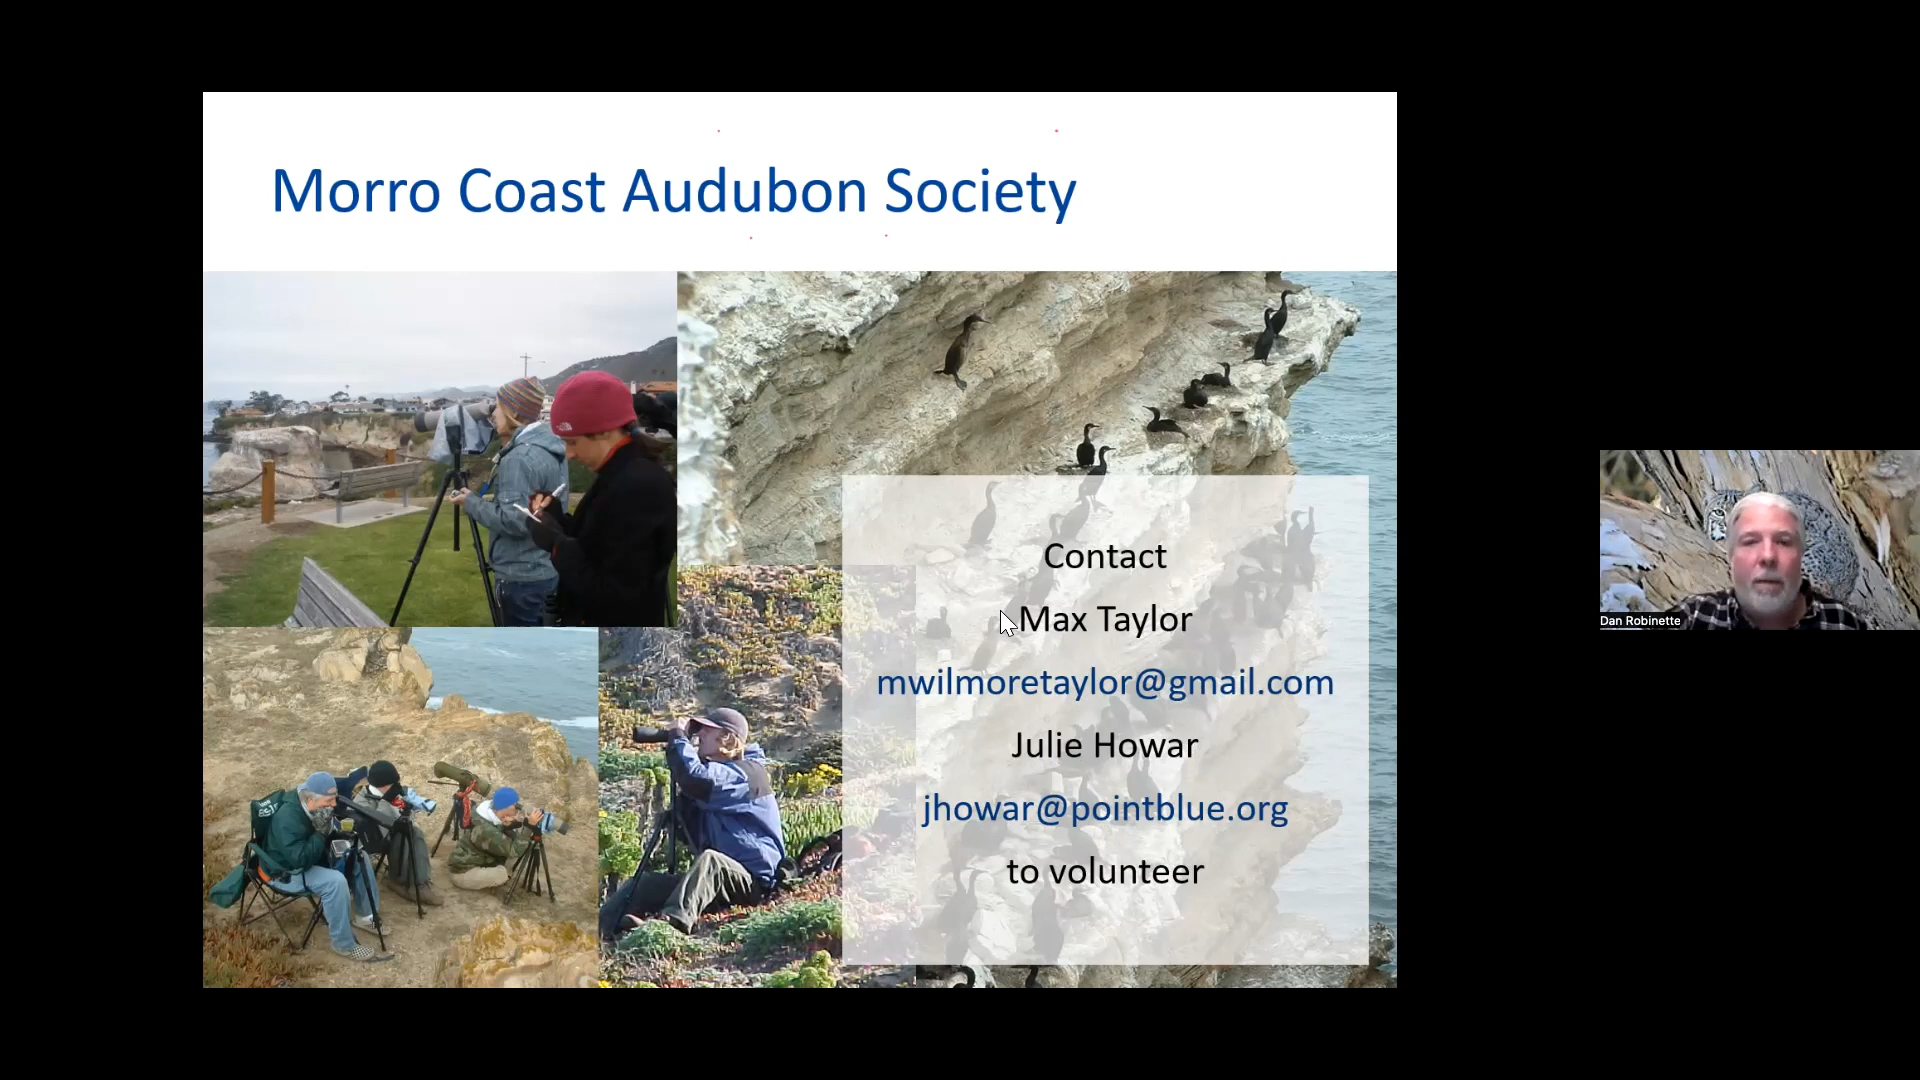 Morro Coast Audubon Society
Contact
Max Taylor
mwilmoretaylor@gmail.com
Julie Howar
jhowar@pointblue.org
to volunteer
Dan Robinette